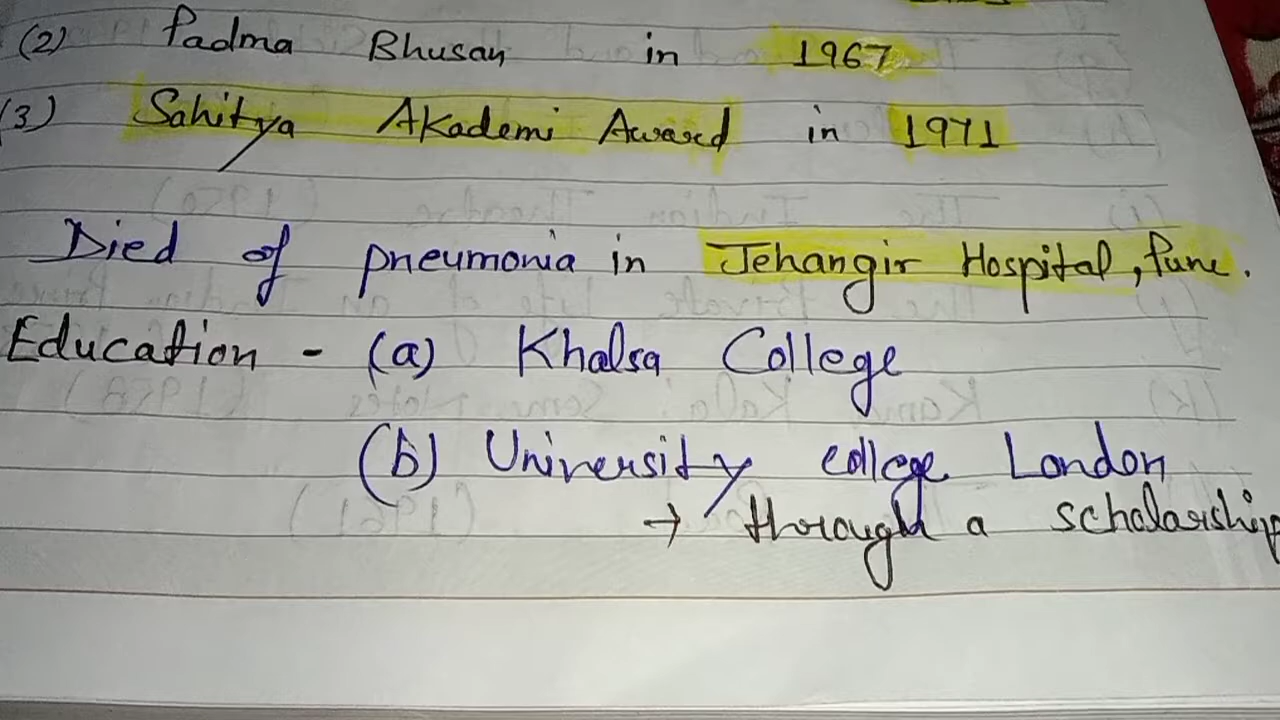 (2) Padma Bhusan in 1967
(3) Sahitya Akademi Award in 1971
Died of pneumonia in Jehangir Hospital, Pune.
Education - (a) Khalsa College
(b) University college London
→ through a scholarship